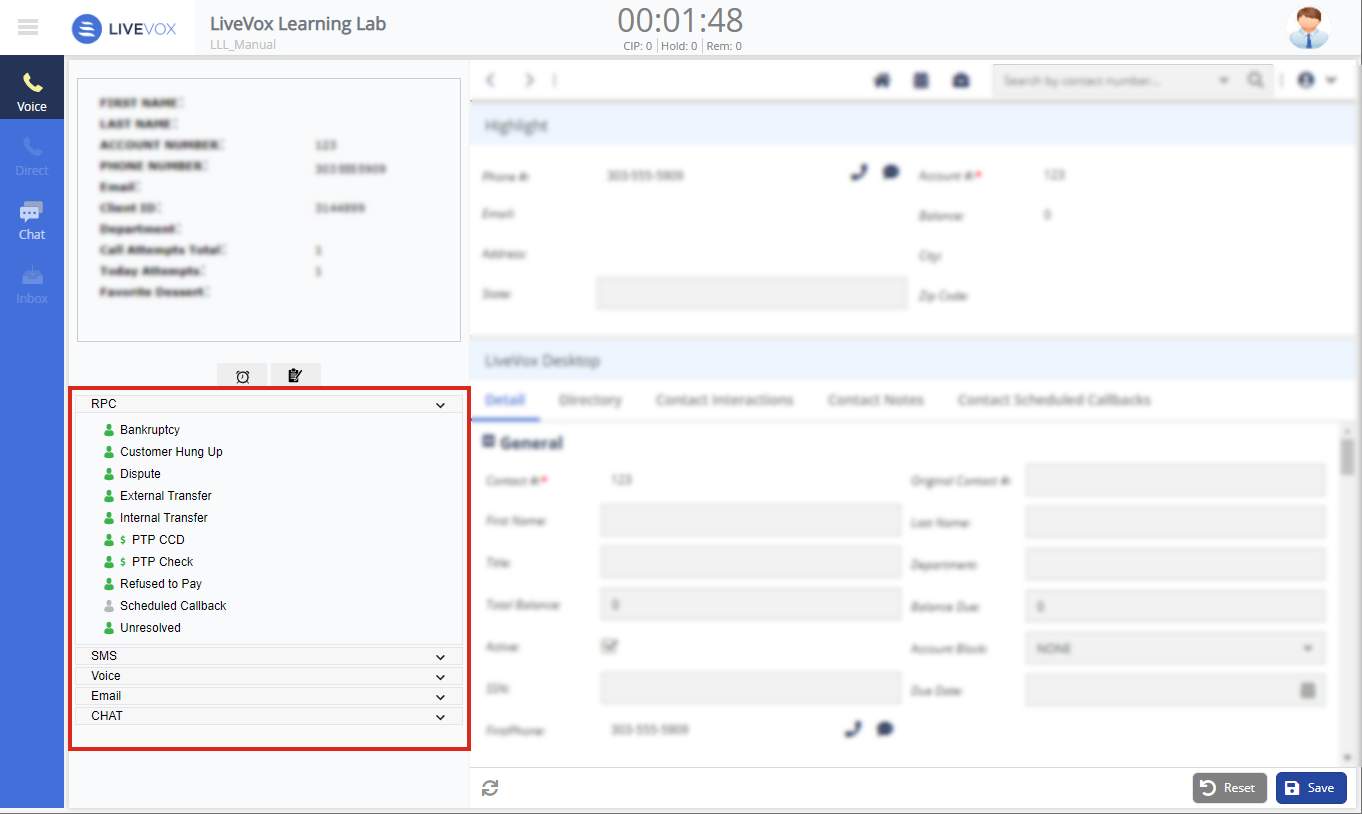 LIVEVOX
LiveVox Learning Lab
LLL_Manual
00:01:48
CIP: 0 | Hold: 0 | Rem: 0
Voice
Direct
Chat
Inbox
FIRST NAME:
LAST NAME:
ACCOUNT NUMBER: 123
PHONE NUMBER:
Email:
Client ID:
Department:
Call Attempts Total: 1
Today Attempts: 1
Favorite Dessert:
RPC
Bankruptcy
Customer Hung Up
Dispute
External Transfer
Internal Transfer
$ PTP CCD
$ PTP Check
Refused to Pay
Scheduled Callback
Unresolved
SMS
Voice
Email
CHAT
Search by contact number...
Highlight
Phone #: 303-555-5909
Account #:* 123
Email:
Balance: 0
Address:
City:
State:
Zip Code:
LiveVox Desktop
Detail Directory Contact Interactions Contact Notes Contact Scheduled Callbacks
General
Contact #:* 123
Original Contact #:
First Name:
Last Name:
Title:
Department:
Total Balance: 0
Balance Due: 0
Active:
Account Block: NONE
SSN:
Due Date:
FirstPhone: 303-555-5909
Reset
Save